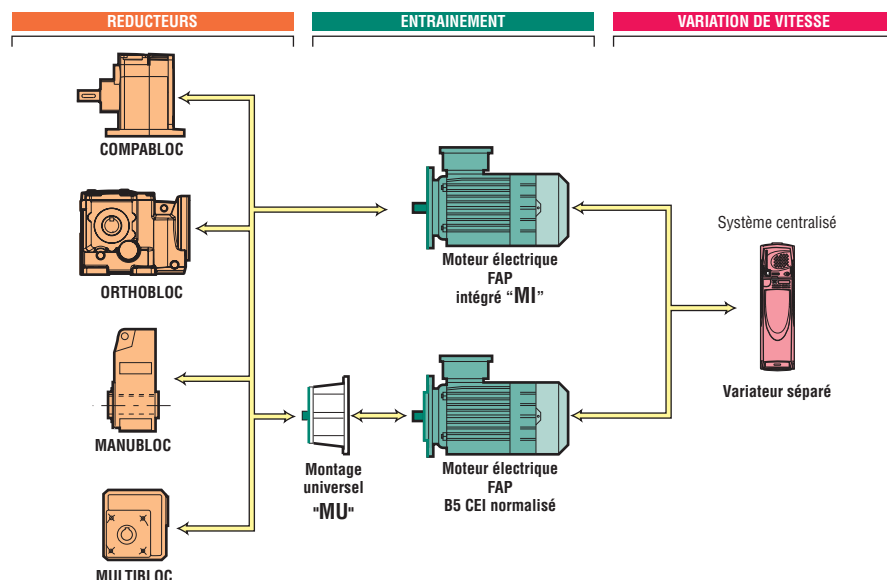 REDUCTEURS
ENTRAINEMENT
VARIATION DE VITESSE
COMPABLOC
ORTHOBLOC
MANUBLOC
MULTIBLOC
Moteur électrique
FAP
intégré “MI”
Montage
universel
"MU"
Moteur électrique
FAP
B5 CEI normalisé
Système centralisé
Variateur séparé